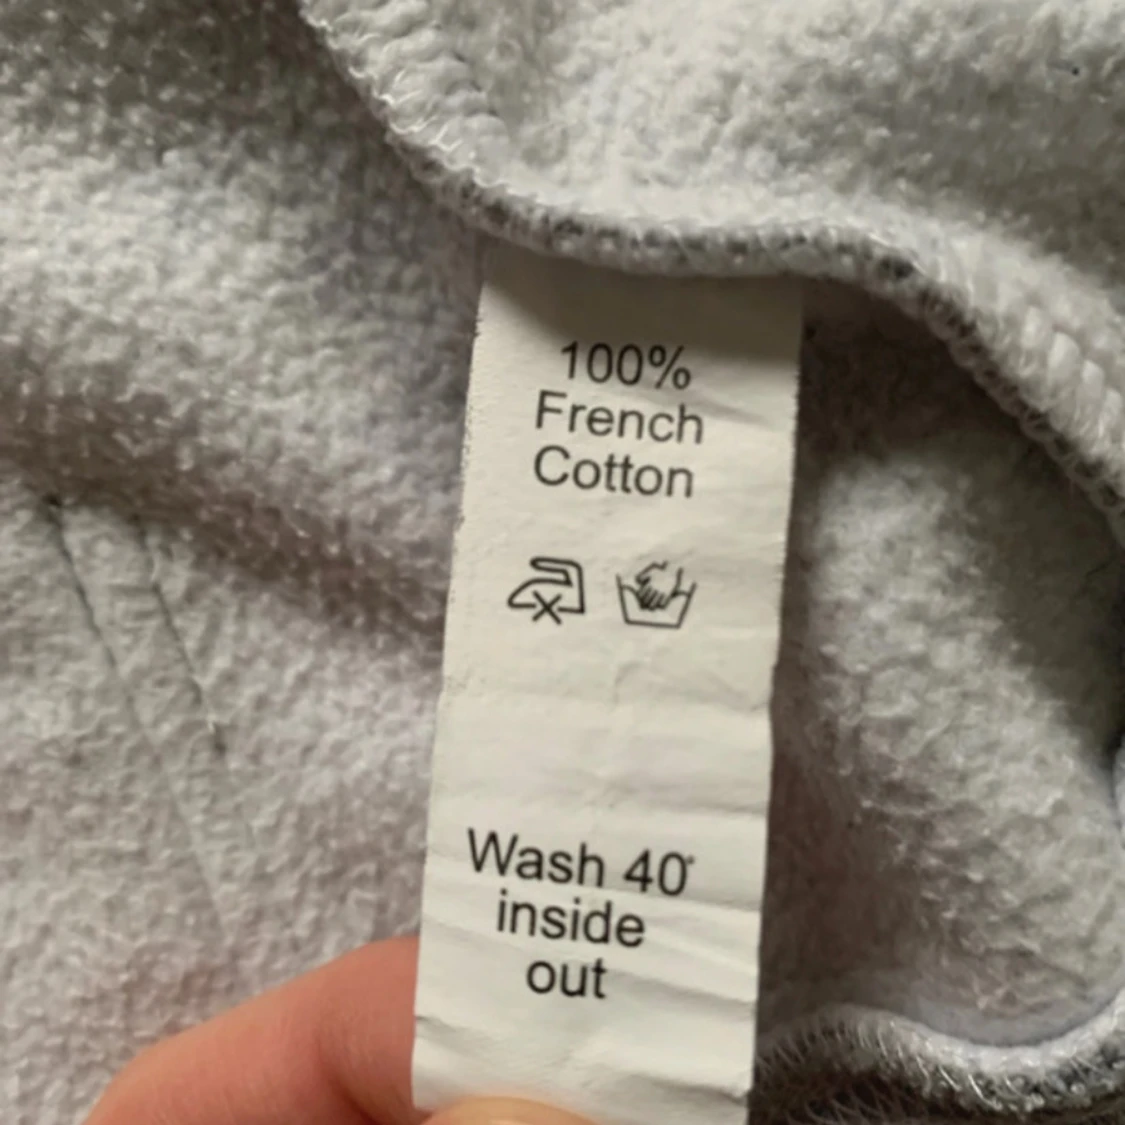 100%
French
Cotton
Wash 40°
inside
out